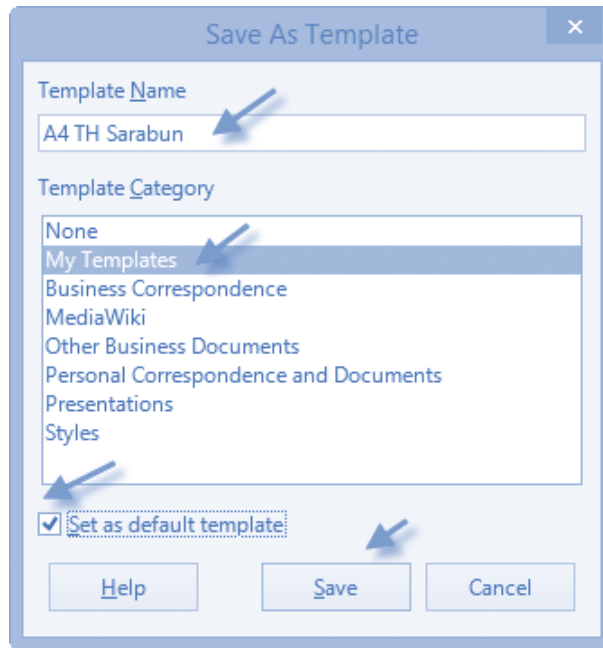 Save As Template
Template Name
A4 TH Sarabun
Template Category
None
My Templates
Business Correspondence
MediaWiki
Other Business Documents
Personal Correspondence and Documents
Presentations
Styles
Set as default template
Help Save Cancel